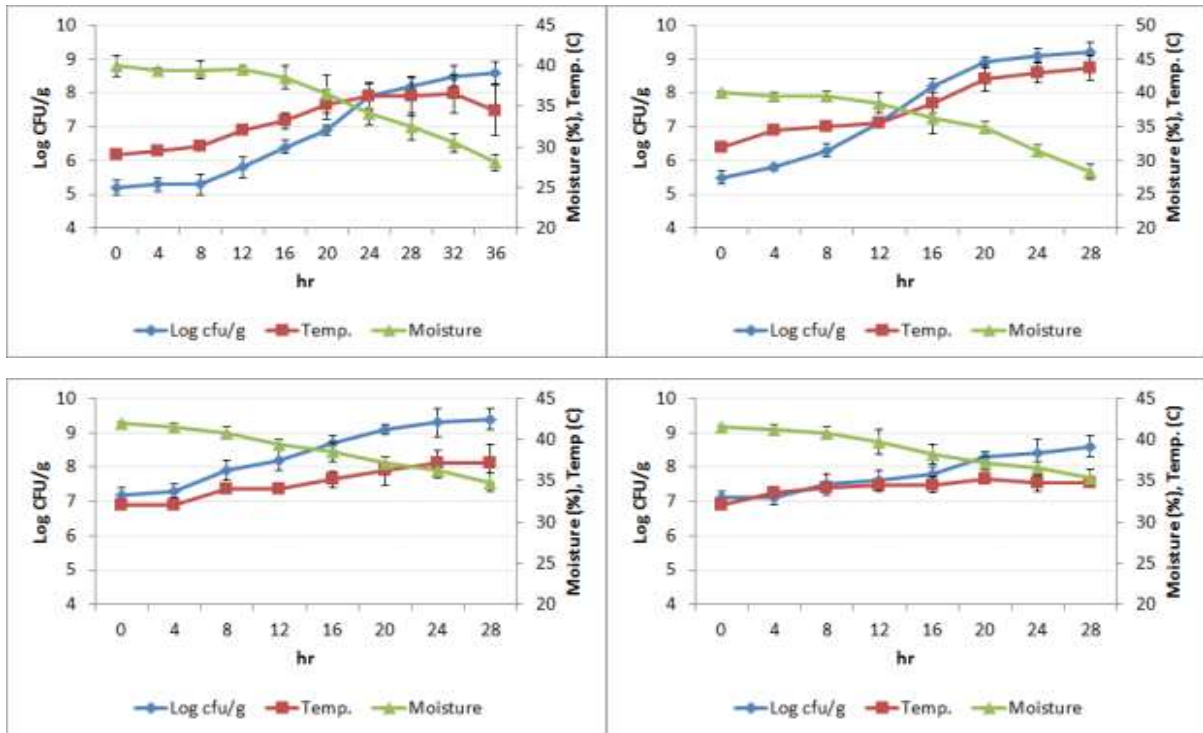 Log CFU/g
10
9
8
7
6
5
4
45
40
35
30
25
20
Moisture (%), Temp. (C)
0 4 8 12 16 20 24 28 32 36
hr
Log cfu/g Temp. Moisture
Log CFU/g
10
9
8
7
6
5
4
50
45
40
35
30
25
20
Moisture (%), Temp. (C)
0 4 8 12 16 20 24 28
hr
Log cfu/g Temp. Moisture
Log CFU/g
10
9
8
7
6
5
4
45
40
35
30
25
20
Moisture (%), Temp (C)
0 4 8 12 16 20 24 28
hr
Log cfu/g Temp. Moisture
Log CFU/g
10
9
8
7
6
5
4
45
40
35
30
25
20
Moisture (%), Temp (C)
0 4 8 12 16 20 24 28
hr
Log cfu/g Temp. Moisture